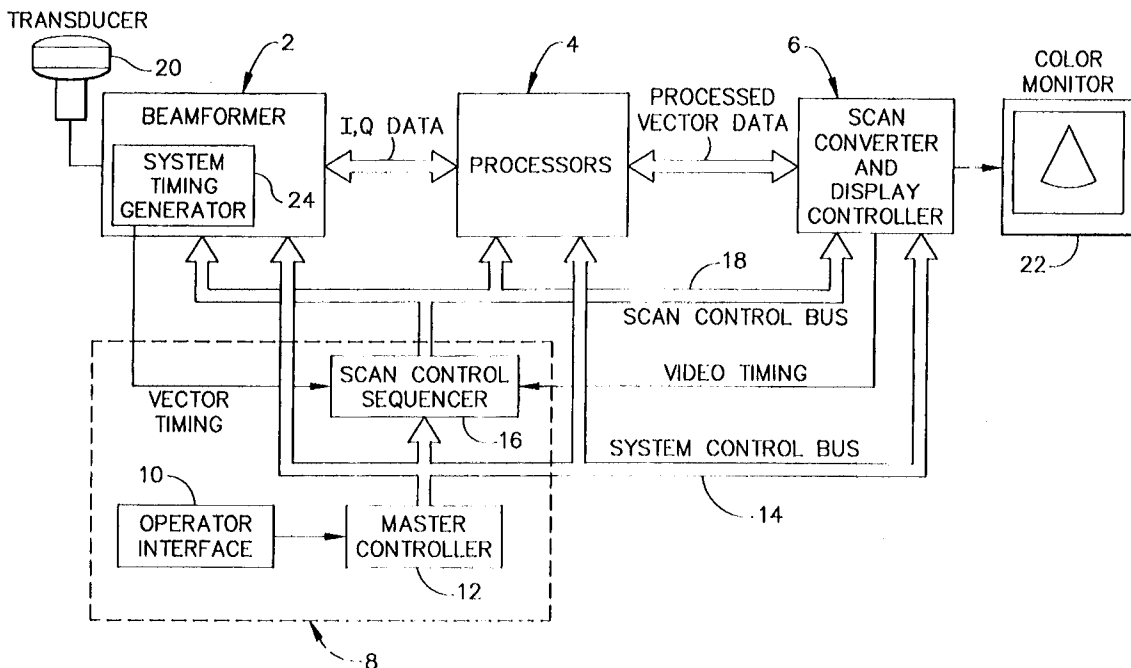 TRANSDUCER
20
2
BEAMFORMER
SYSTEM
TIMING
GENERATOR
24
I,Q DATA
4
PROCESSORS
PROCESSED
VECTOR DATA
6
SCAN
CONVERTER
AND
DISPLAY
CONTROLLER
COLOR
MONITOR
22
18
SCAN CONTROL BUS
SCAN CONTROL
SEQUENCER
16
VECTOR
TIMING
VIDEO TIMING
SYSTEM CONTROL BUS
14
10
OPERATOR
INTERFACE
MASTER
CONTROLLER
12
8